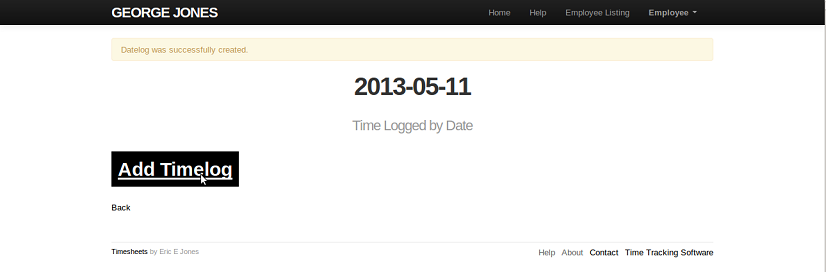 GEORGE JONES Home Help Employee Listing Employee
Datelog was successfully created.
2013-05-11
Time Logged by Date
Add Timelog
Back
Timesheets by Eric E Jones Help About Contact Time Tracking Software